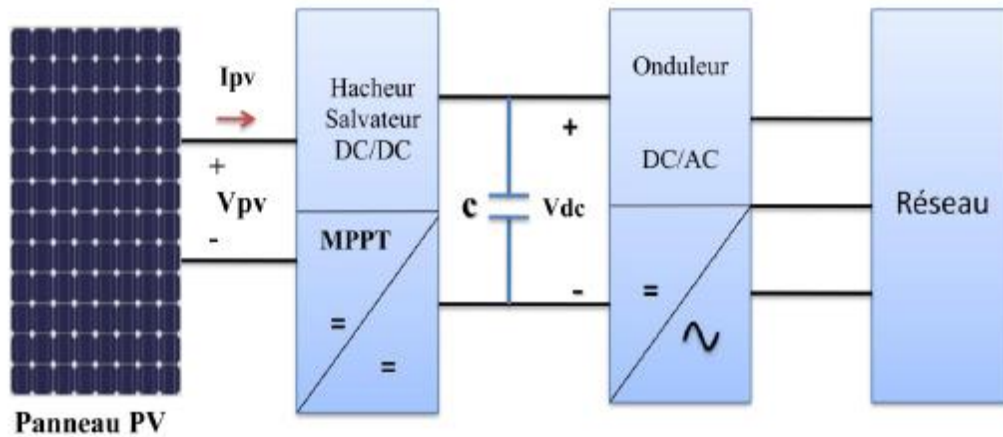 Ipv
+
Vpv
-
Panneau PV
Hacheur
Salvateur
DC/DC
MPPT
=
=
c
+
Vdc
-
Onduleur
DC/AC
=
Réseau